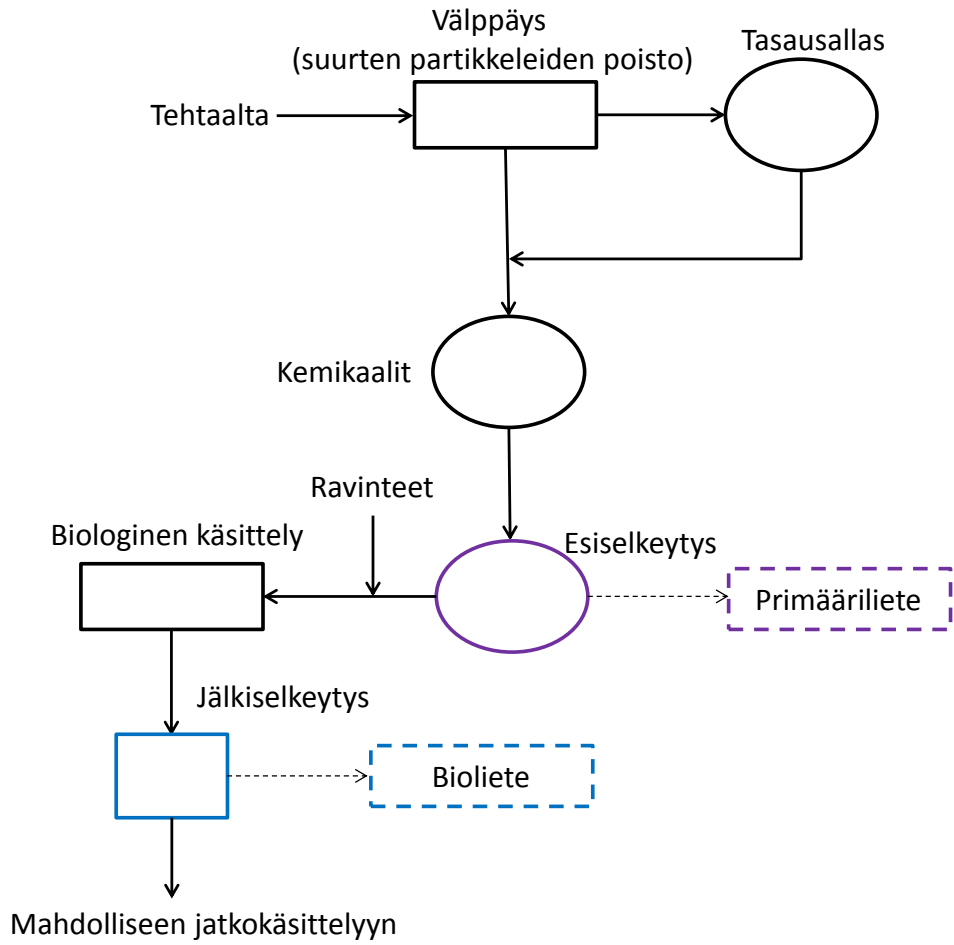 Välppäys
(suurten partikkeleiden poisto)
Tasausallas
Tehtaalta
Kemikaalit
Ravinteet
Biologinen käsittely
Esiselkeytys
Primääriliete
Jälkiselkeytys
Bioliete
Mahdolliseen jatkokäsittelyyn